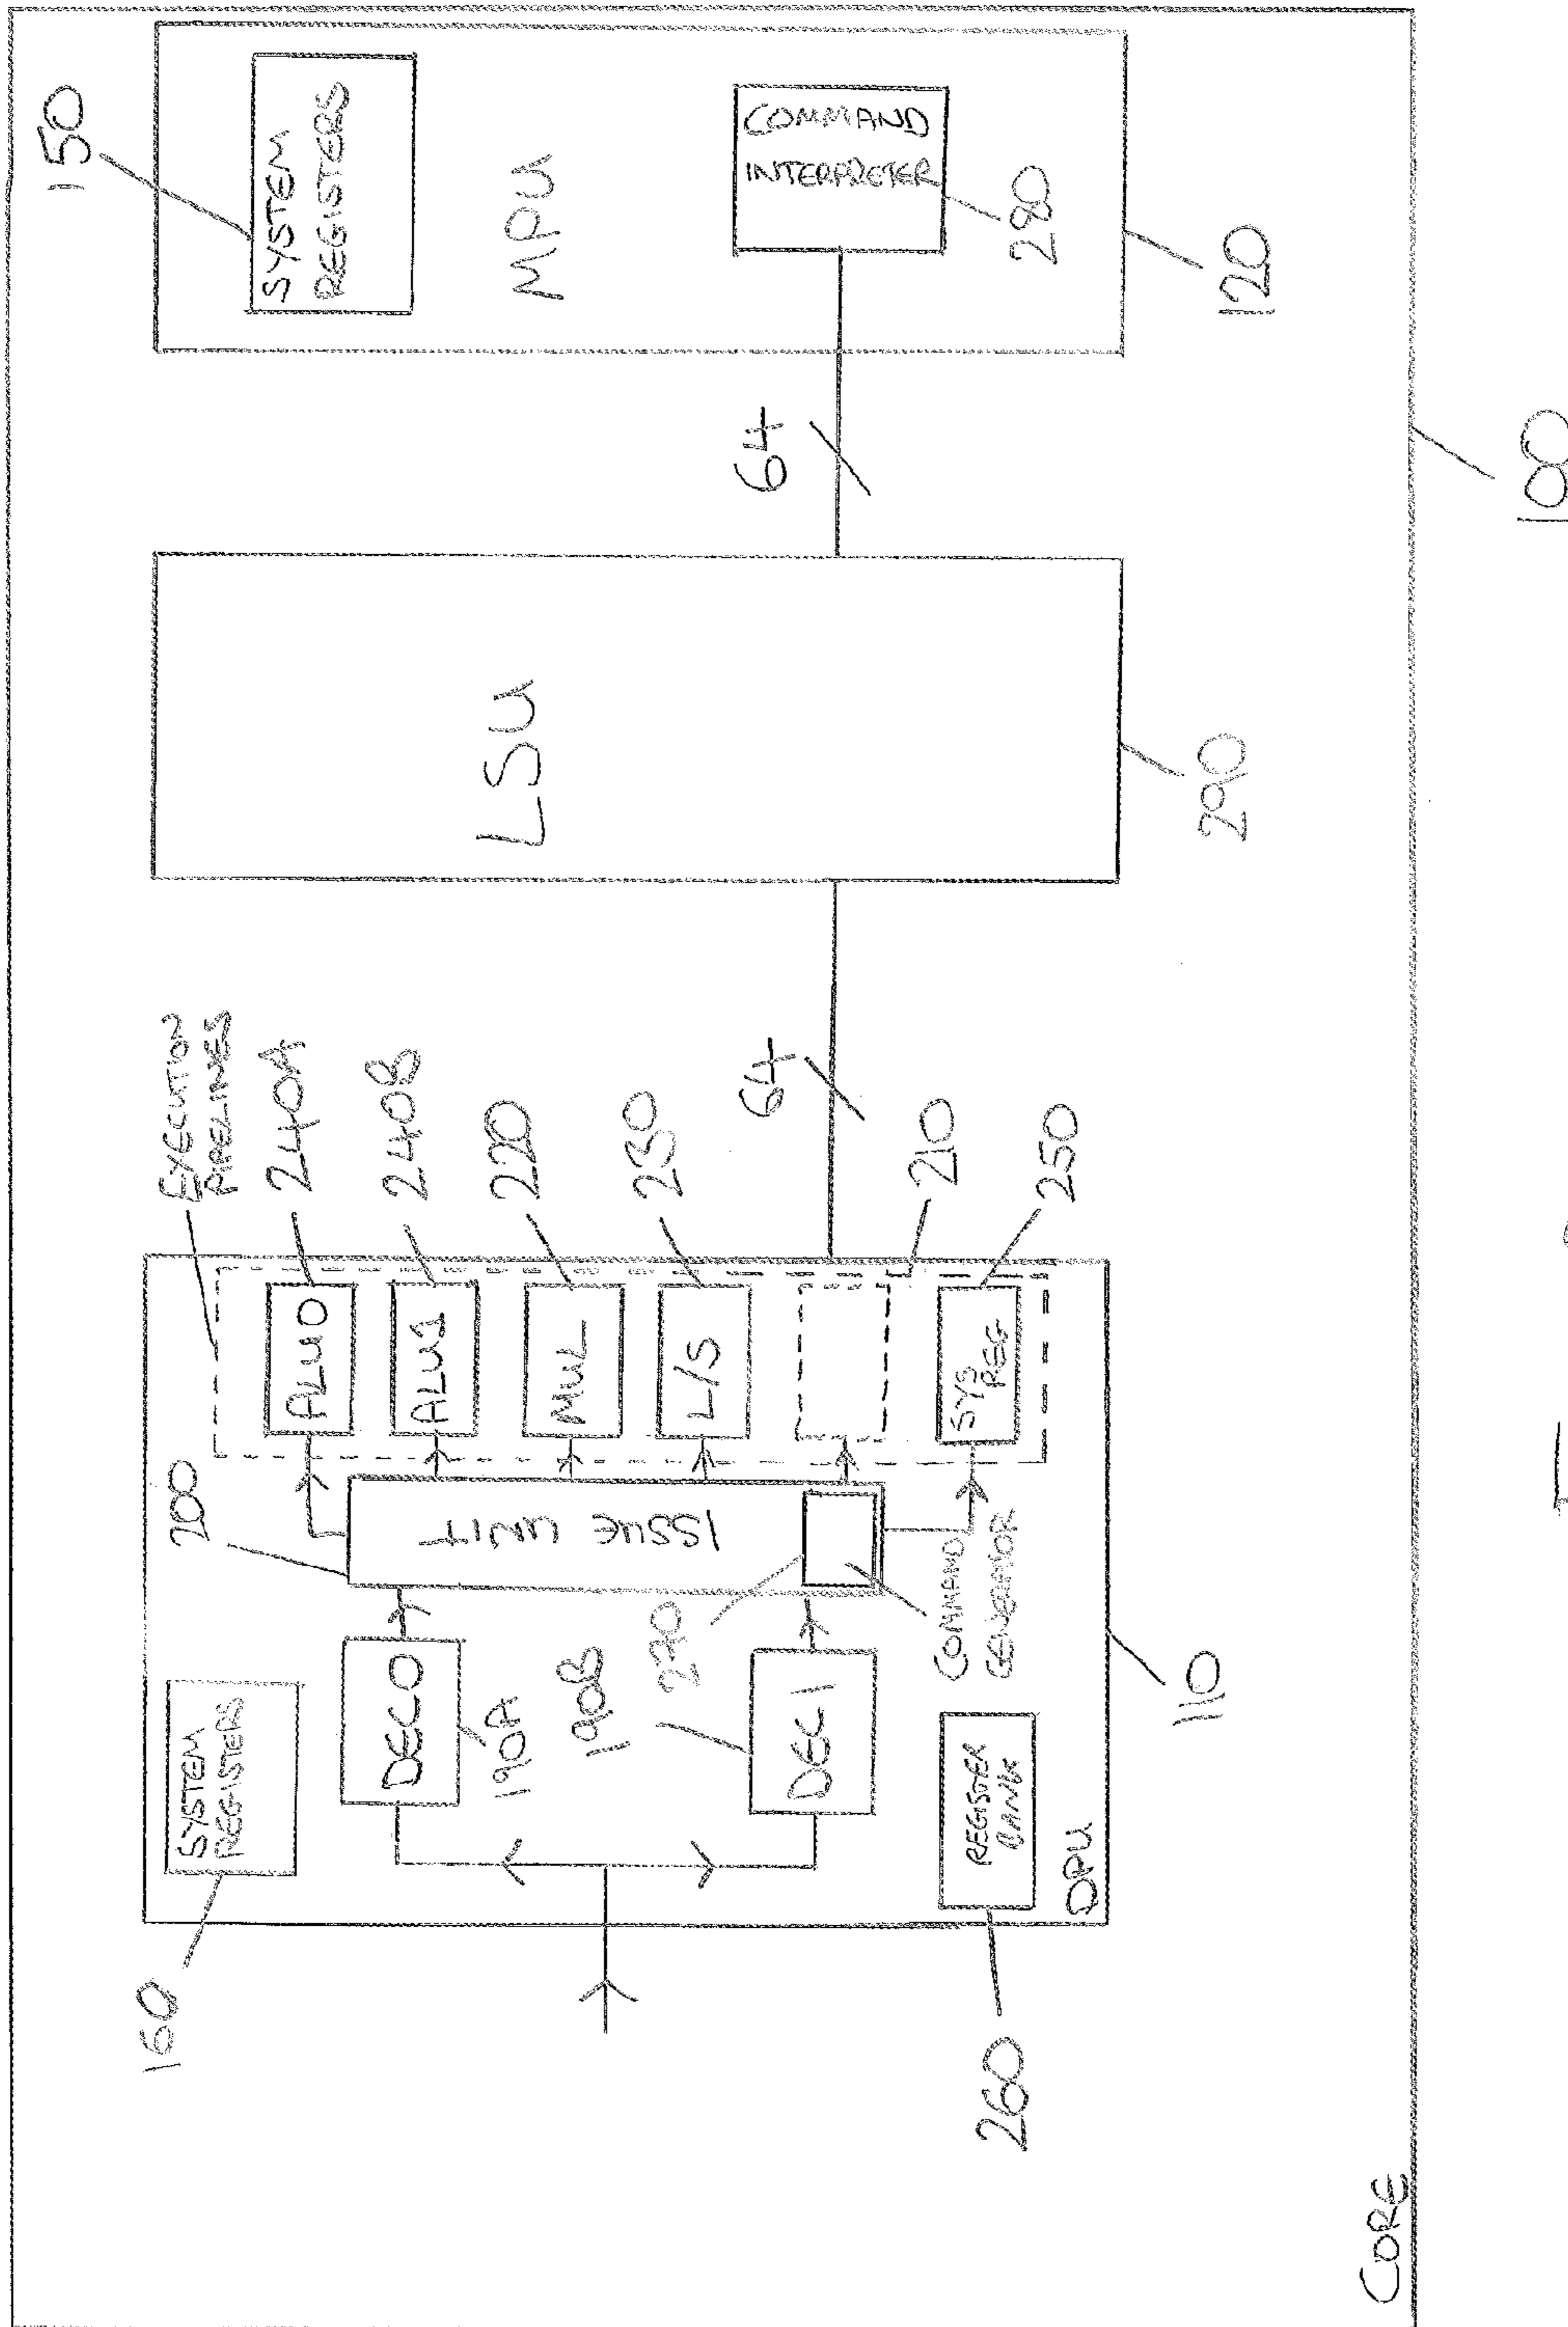 150
SYSTEM
REGISTERS
MPU
COMMAND
INTERPRETER
280
120
64
LSU
290
64
EXECUTION
PIPELINES
240A
240B
220
230
210
250
ALU0
ALU1
MUL
L/S
SYS
REG
200
ISSUE UNIT
270
COMMAND
GENERATOR
160
SYSTEM
REGISTERS
DEC0
190A
190B
DEC1
REGISTER
BANK
260
DPU
110
CORE
100